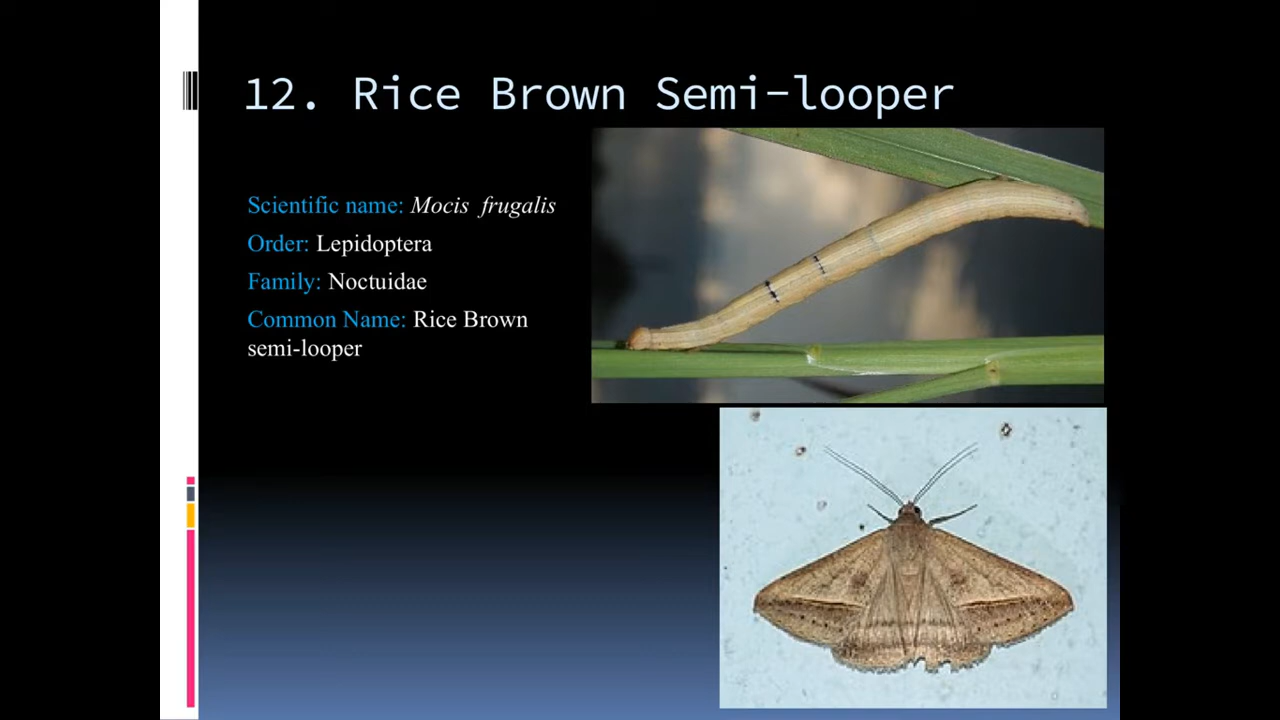 12. Rice Brown Semi-looper
Scientific name: Mocis frugalis
Order: Lepidoptera
Family: Noctuidae
Common Name: Rice Brown
semi-looper